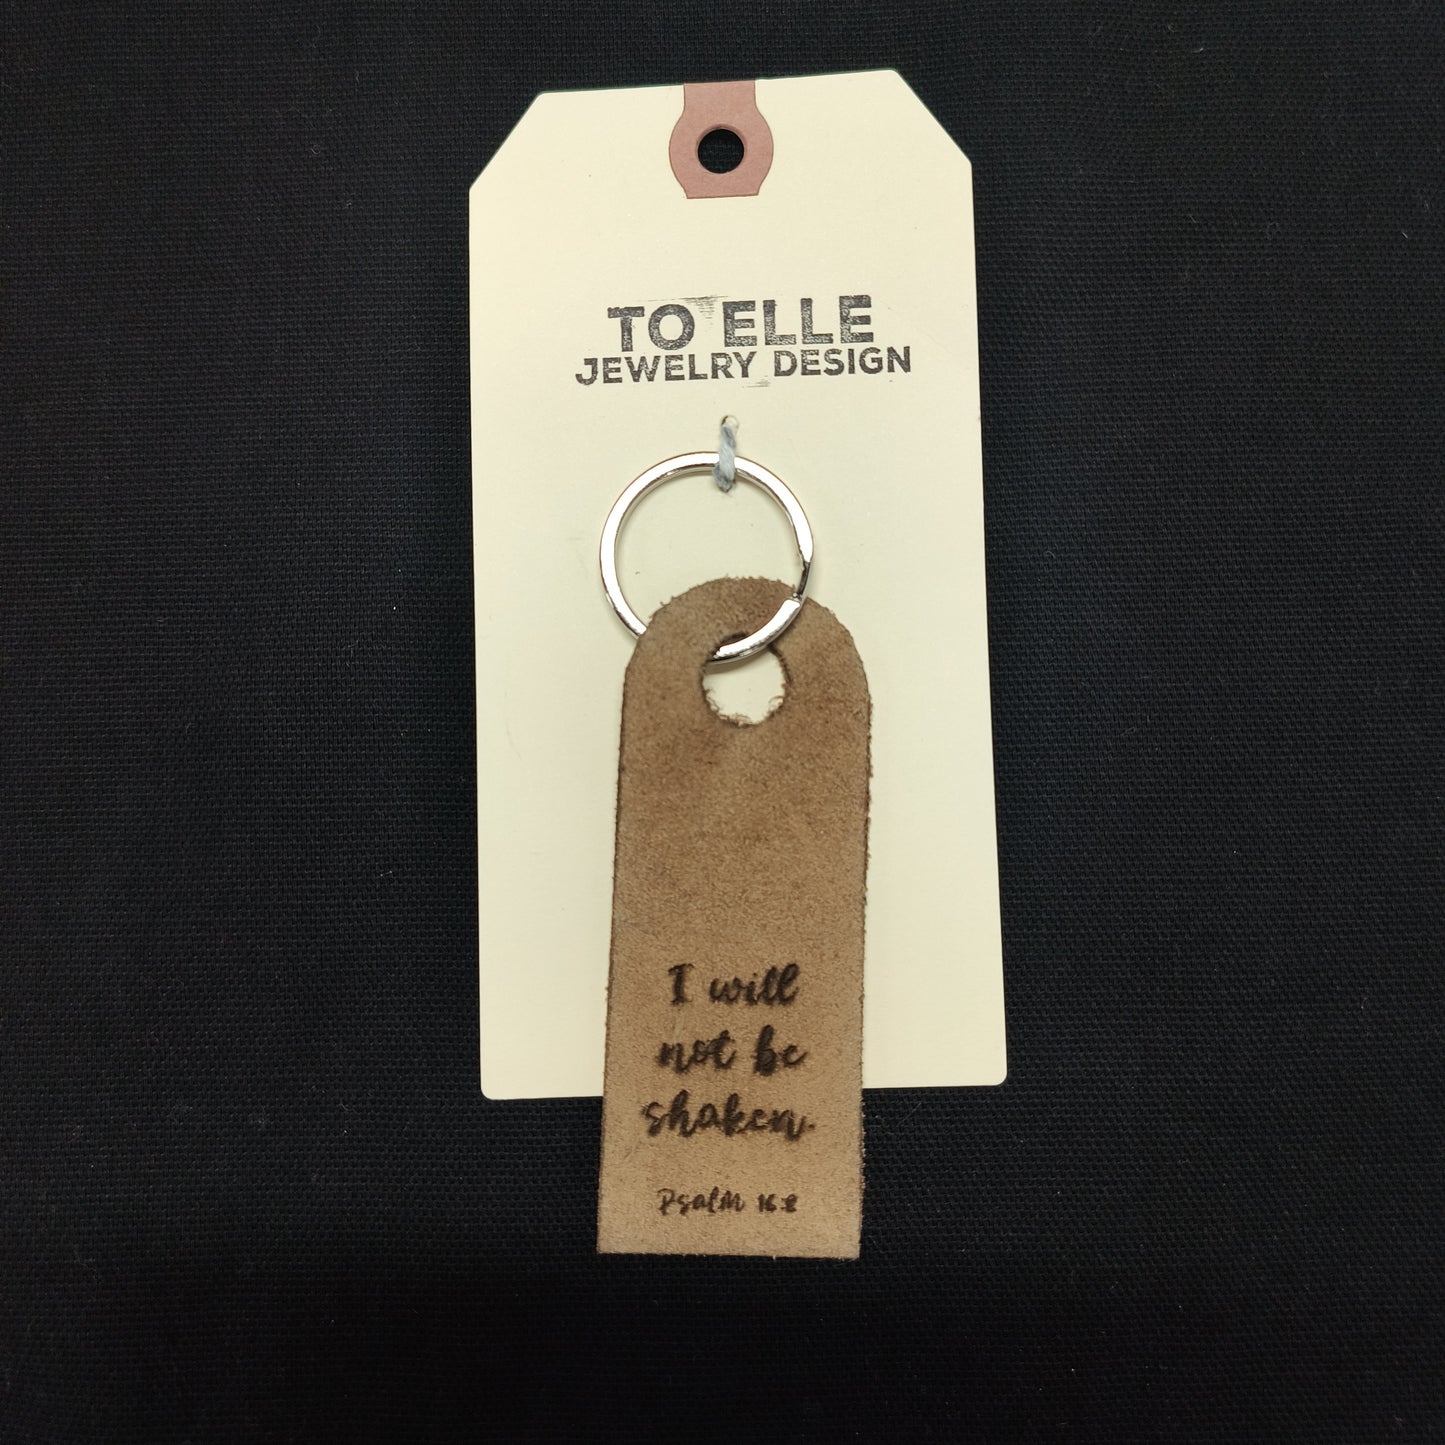 TO ELLE
JEWELRY DESIGN
I will
not be
shaken.
Psalm 16:8